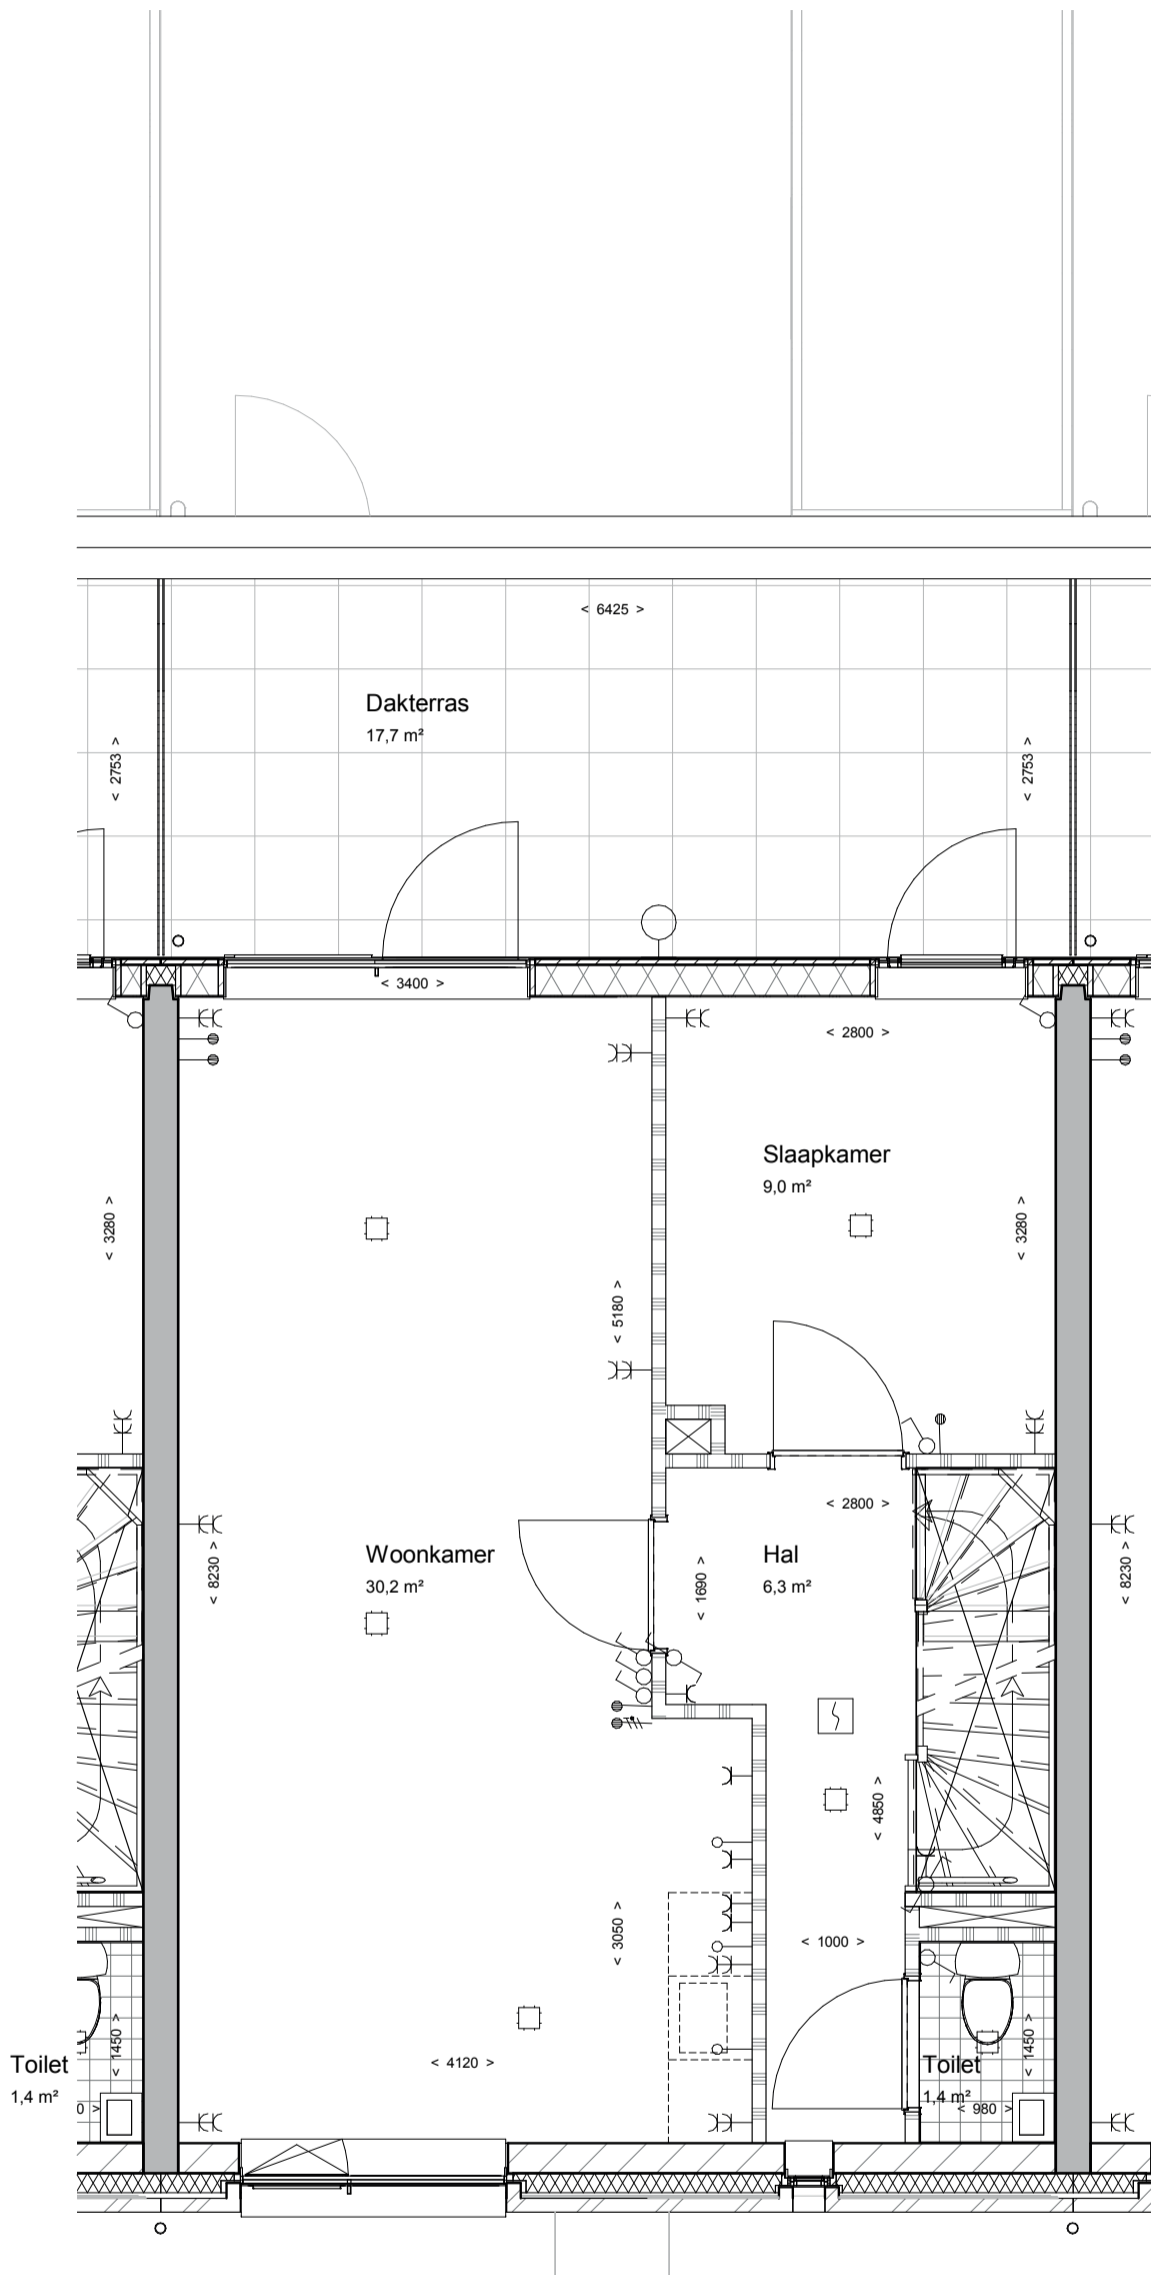 < 6425 >
Dakterras
17,7 m²
< 2753 >
< 2753 >
< 3400 >
< 2800 >
Slaapkamer
9,0 m²
< 3280 >
< 3280 >
< 5180 >
< 2800 >
Woonkamer
30,2 m²
Hal
6,3 m²
< 8230 >
< 1690 >
< 8230 >
< 4850 >
< 3050 >
< 1000 >
< 4120 >
< 1450 >
< 1450 >
Toilet
1,4 m²
0 >
Toilet
1,4 m²
< 980 >